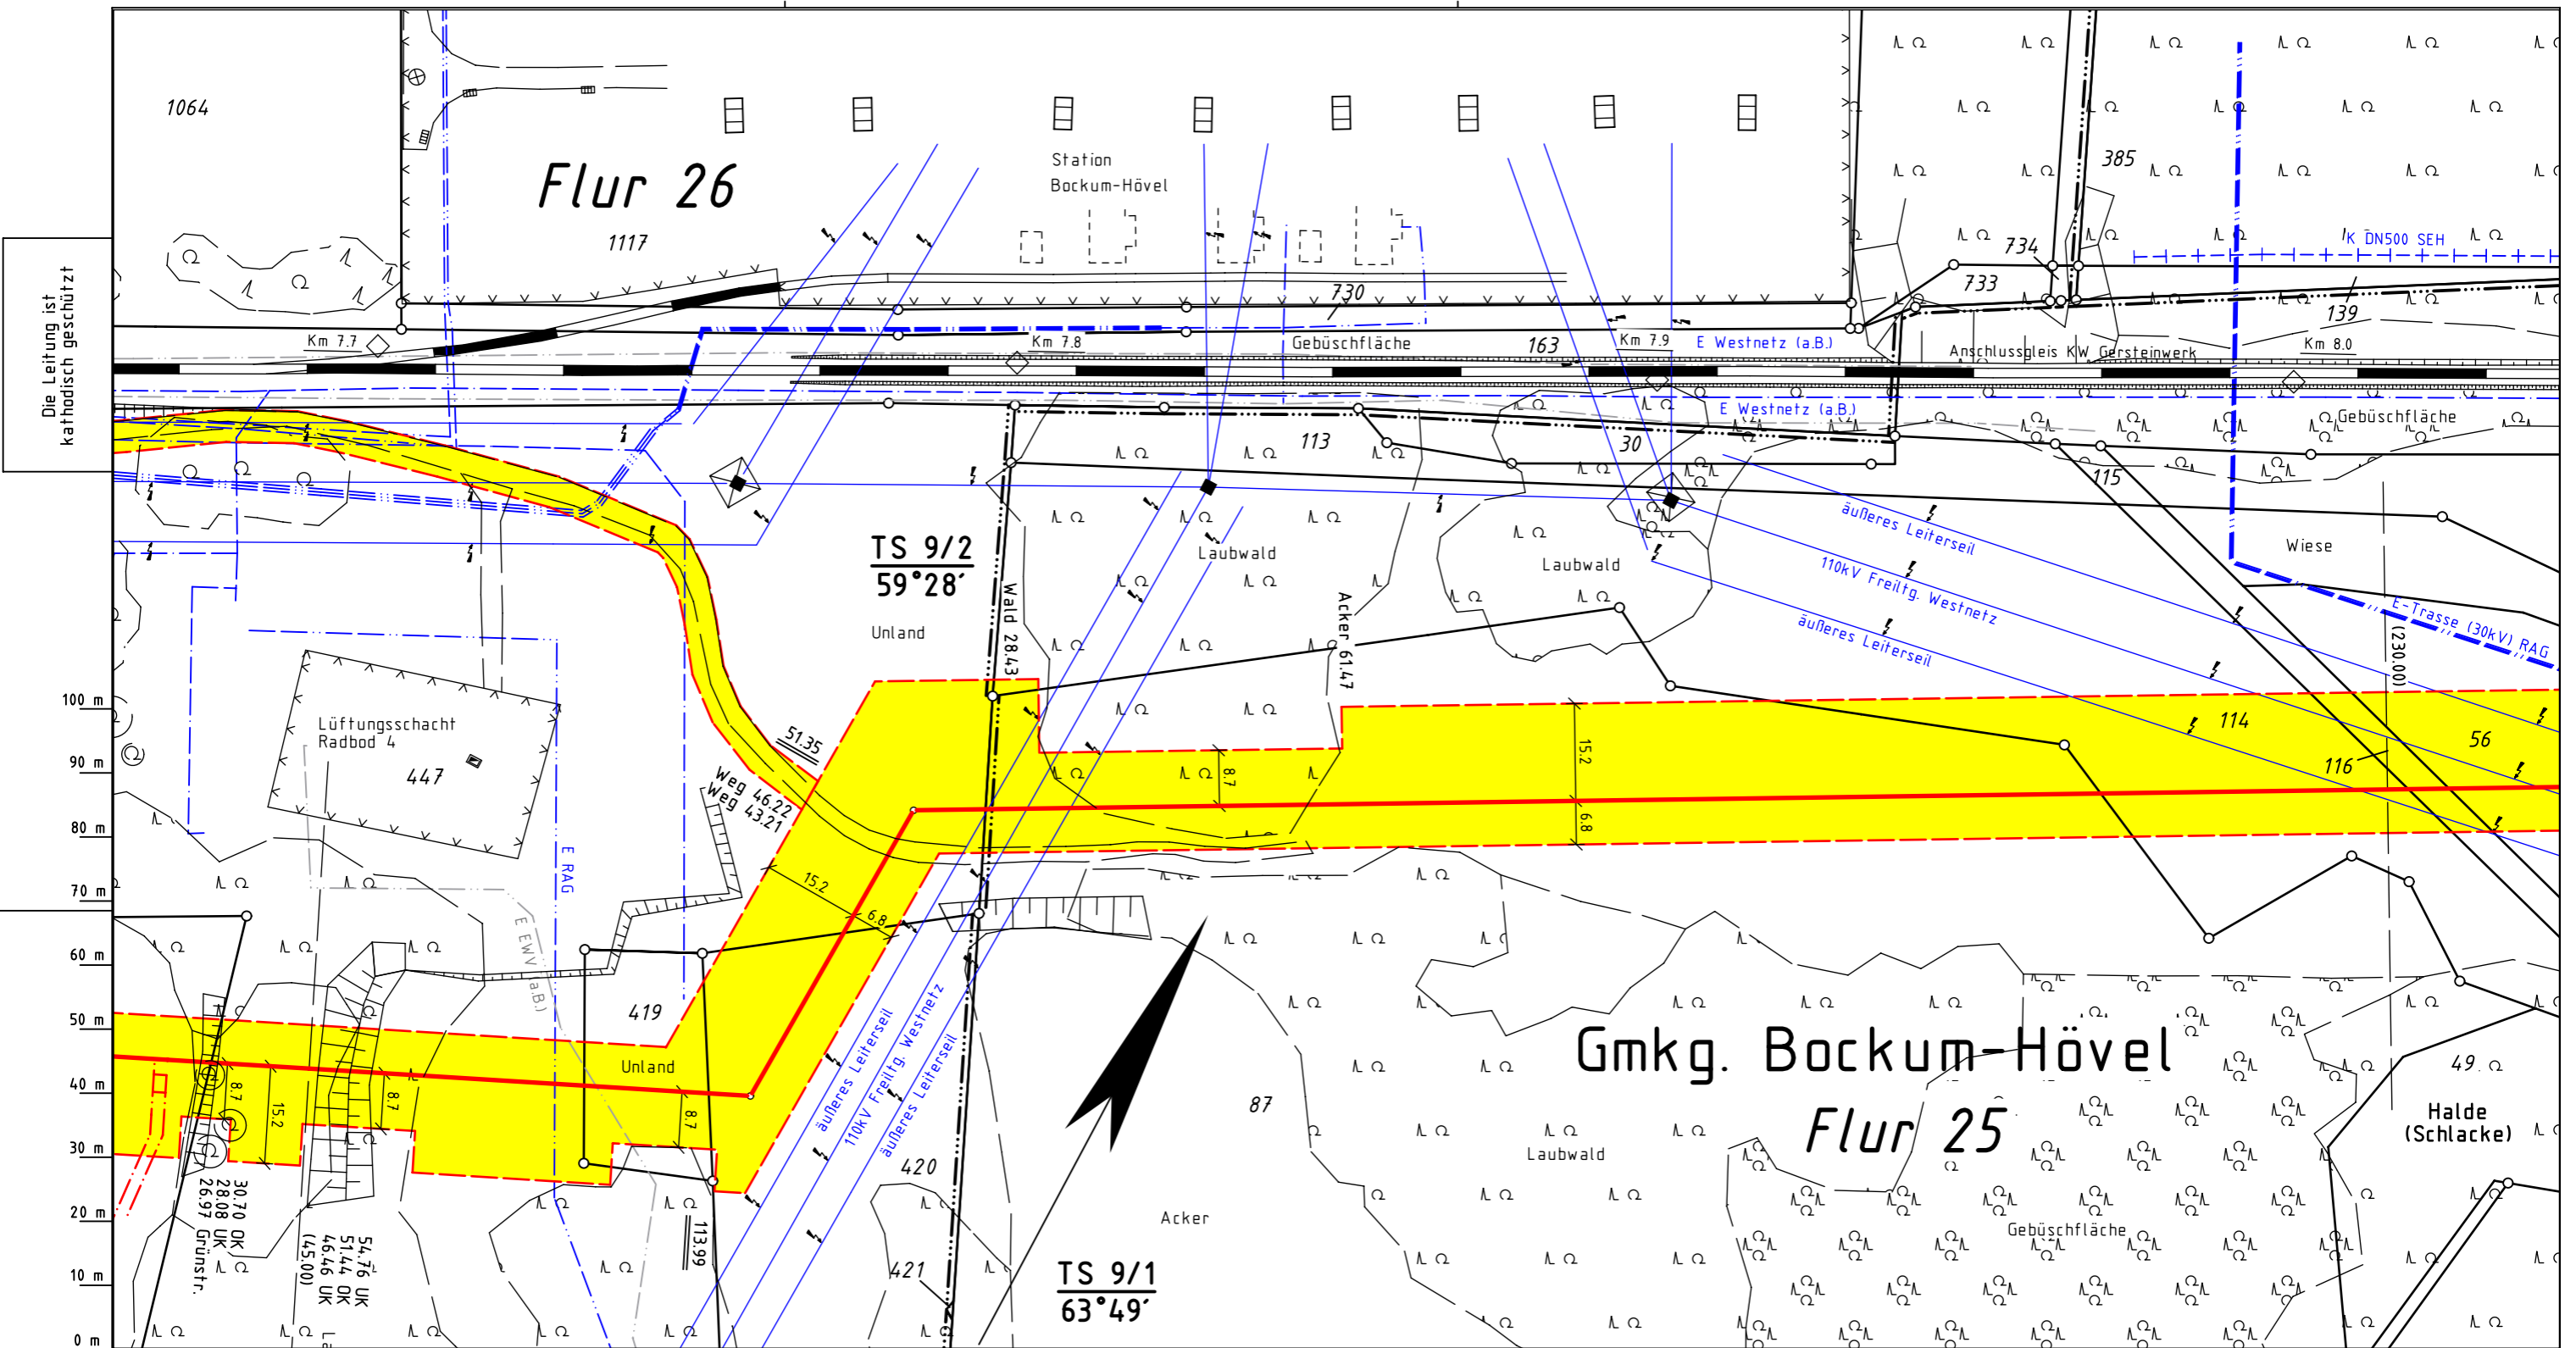 1064
Flur 26
1117
Station
Bockum-Hövel
385
734
733
K DN500 SEH
139
730
Die Leitung ist
kathodisch geschützt
Km 7.7
Km 7.8
Gebüschfläche
163
Km 7.9
E Westnetz (a.B.)
Anschlussgleis KW Gersteinwerk
Km 8.0
E Westnetz (a.B.)
Gebüschfläche
113
30
115
TS 9/2
59°28'
Unland
Wald 28.43
Laubwald
Acker 61.47
Laubwald
äußeres Leiterseil
110kV Freiltg. Westnetz
äußeres Leiterseil
Wiese
E-Trasse (30kV) RAG
(230.00)
100 m
90 m
80 m
70 m
60 m
50 m
40 m
30 m
20 m
10 m
0 m
Lüftungsschacht
Radbod 4
447
51.35
Weg 46.22
Weg 43.21
8.7
15.2
6.8
114
116
56
E RAG
E EWV (a.B.)
15.2
6.8
419
Unland
8.7
15.2
8.7
8.7
äußeres Leiterseil
110kV Freiltg. Westnetz
äußeres Leiterseil
87
Gmkg. Bockum-Hövel
Flur 25
Laubwald
49
Halde
(Schlacke)
Gebüschfläche
420
Acker
421
TS 9/1
63°49'
113.99
30.70 OK
28.08 UK
26.97 Grünstr.
54.76 UK
51.44 OK
46.46 UK
(45.00)